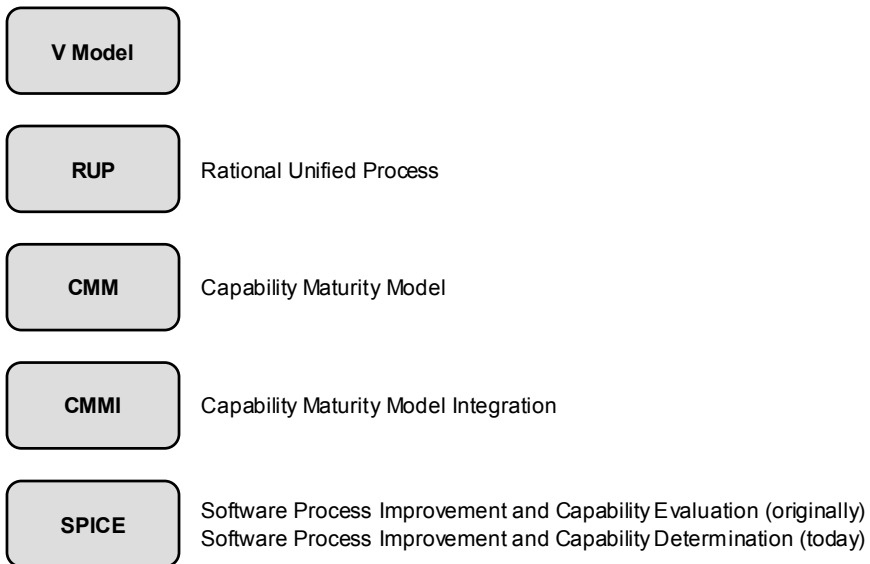 V Model
RUP
Rational Unified Process
CMM
Capability Maturity Model
CMMI
Capability Maturity Model Integration
SPICE
Software Process Improvement and Capability Evaluation (originally)
Software Process Improvement and Capability Determination (today)